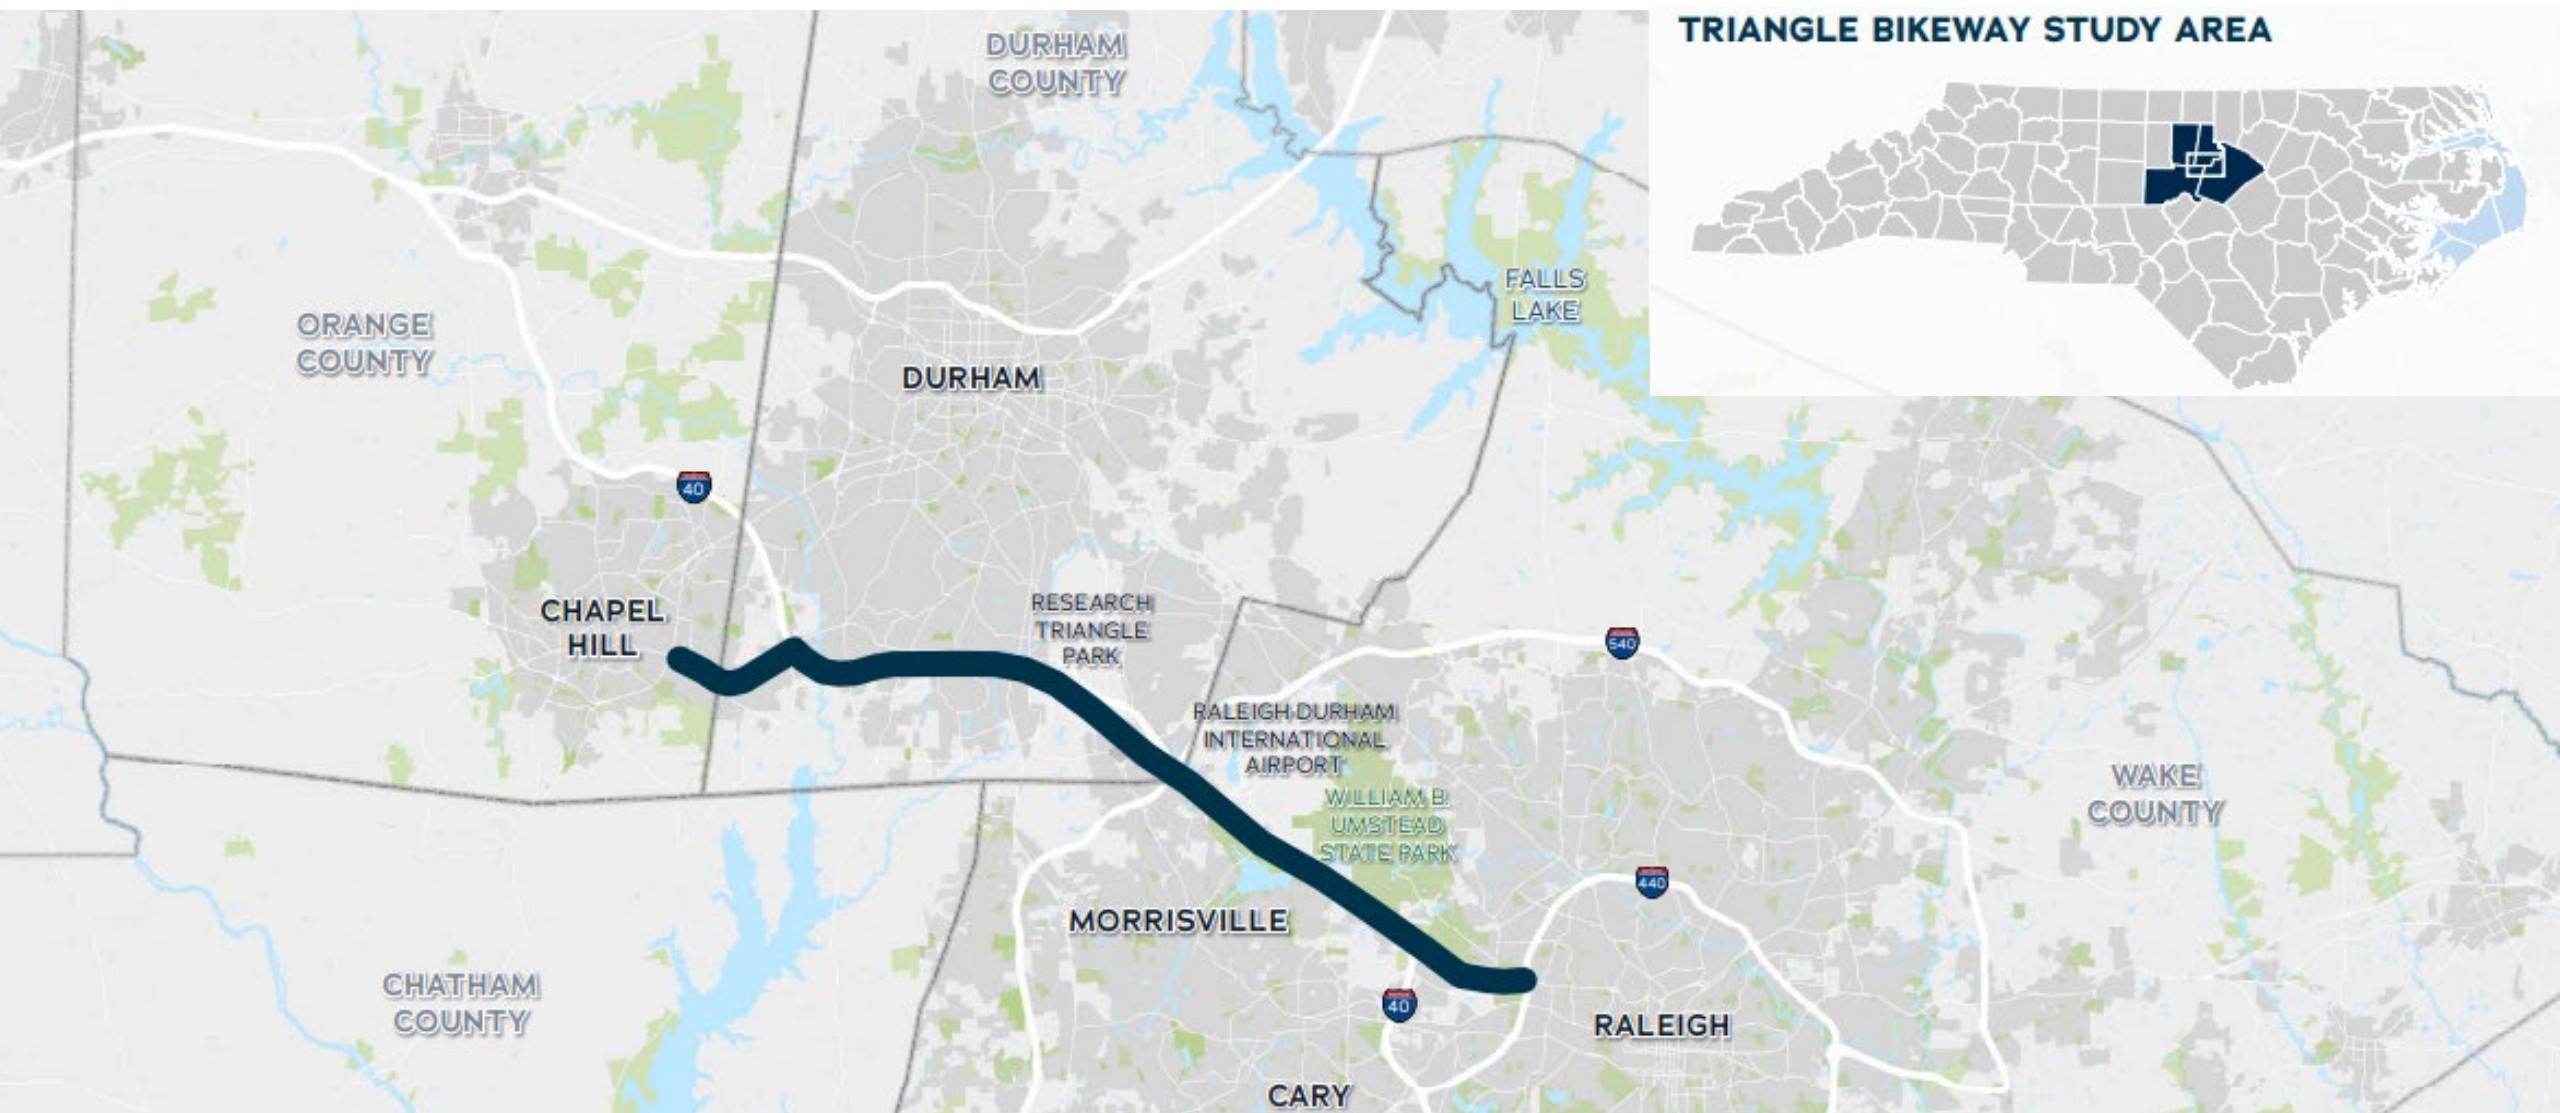 TRIANGLE BIKEWAY STUDY AREA
DURHAM
COUNTY
FALLS
LAKE
ORANGE
COUNTY
DURHAM
40
CHAPEL
HILL
RESEARCH
TRIANGLE
PARK
540
RALEIGH DURHAM
INTERNATIONAL
AIRPORT
WILLIAM B.
UMSTEAD
STATE PARK
WAKE
COUNTY
440
MORRISVILLE
CHATHAM
COUNTY
40
RALEIGH
CARY